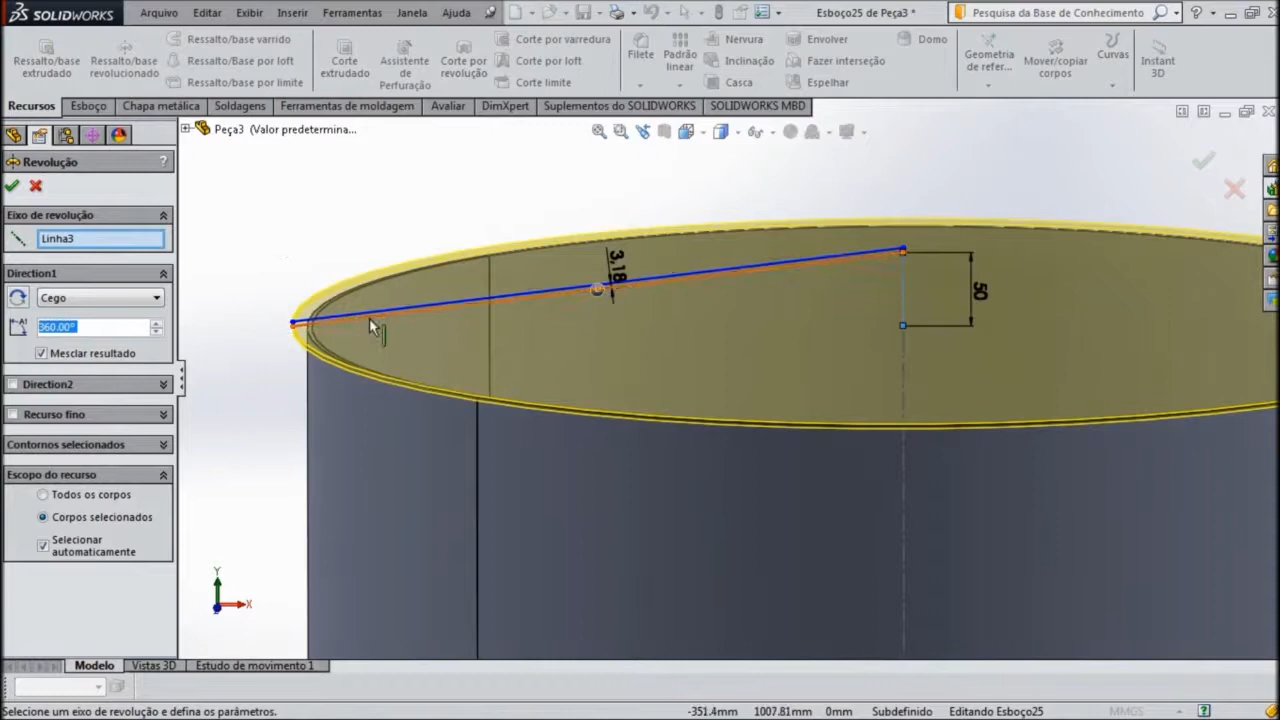 SOLIDWORKS Arquivo Editar Exibir Inserir Ferramentas Janela Ajuda Esboço25 de Peça3 * Pesquisa da Base de Conhecimento
Ressalto/base extrudado
Ressalto/base revolucionado
Ressalto/base varrido
Ressalto/base por loft
Ressalto/base por limite
Corte extrudado
Assistente de Perfuração
Corte por revolução
Corte por varredura
Corte por loft
Corte limite
Filete
Padrão linear
Nervura
Inclinação
Casca
Envolver
Fazer interseção
Espelhar
Domo
Geometria de refer...
Mover/copiar corpos
Curvas
Instant 3D
Recursos Esboço Chapa metálica Soldagens Ferramentas de moldagem Avaliar DimXpert Suplementos do SOLIDWORKS SOLIDWORKS MBD
Peça3 (Valor predetermina...
Revolução ?
Eixo de revolução
Linha3
Direction1
Cego
360.00°
Mesclar resultado
Direction2
Recurso fino
Contornos selecionados
Escopo do recurso
Todos os corpos
Corpos selecionados
Selecionar
automaticamente
3,18
50
Y
X
Modelo Vistas 3D Estudo de movimento 1
Selecione um eixo de revolução e defina os parâmetros. -351.4mm 1007.81mm 0mm Subdefinido Editando Esboço25 MMGS